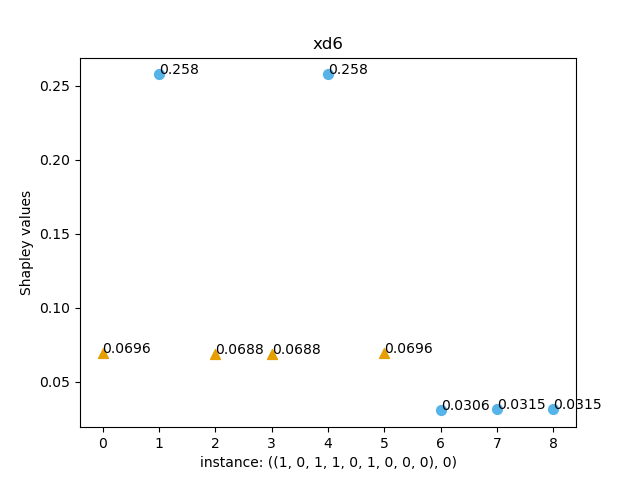 xd6
0.258 0.258
0.25
0.20
0.15
0.10
0.05
Shapley values
0.0696 0.0688 0.0688 0.0696
0.0306 0.0315 0.0315
0 1 2 3 4 5 6 7 8
instance: ((1, 0, 1, 1, 0, 1, 0, 0, 0), 0)